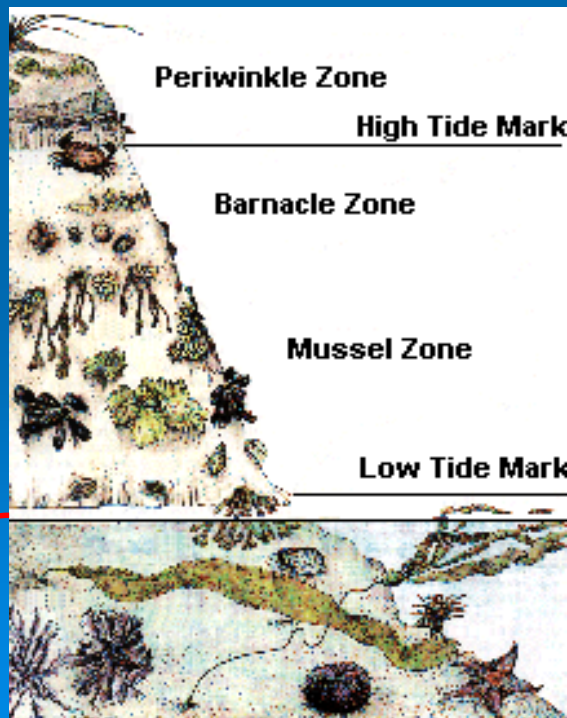 Periwinkle Zone
High Tide Mark
Barnacle Zone
Mussel Zone
Low Tide Mark